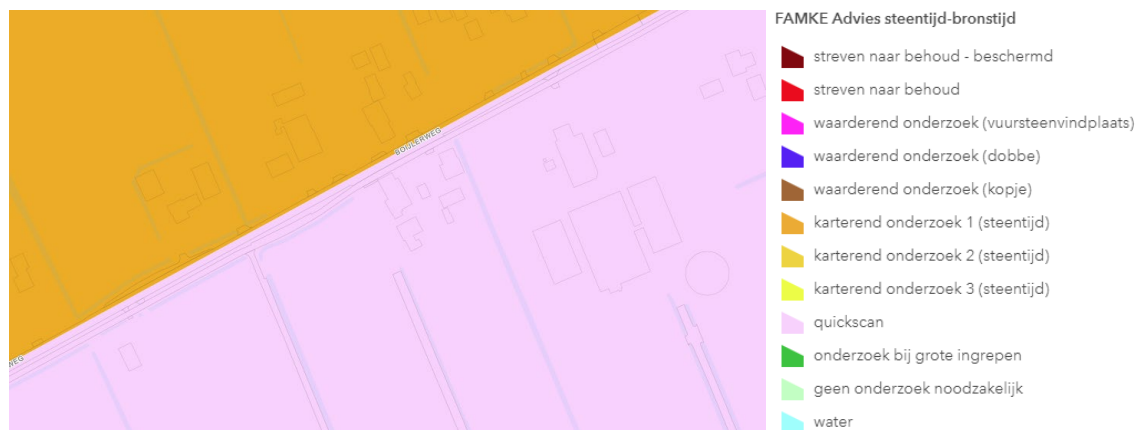 FAMKE Advies steentijd-bronstijd
streven naar behoud - beschermd
streven naar behoud
waarderend onderzoek (vuursteenvindplaats)
waarderend onderzoek (dobbe)
waarderend onderzoek (kopje)
karterend onderzoek 1 (steentijd)
karterend onderzoek 2 (steentijd)
karterend onderzoek 3 (steentijd)
quickscan
onderzoek bij grote ingrepen
geen onderzoek noodzakelijk
water
BOGLERWEG
WEG